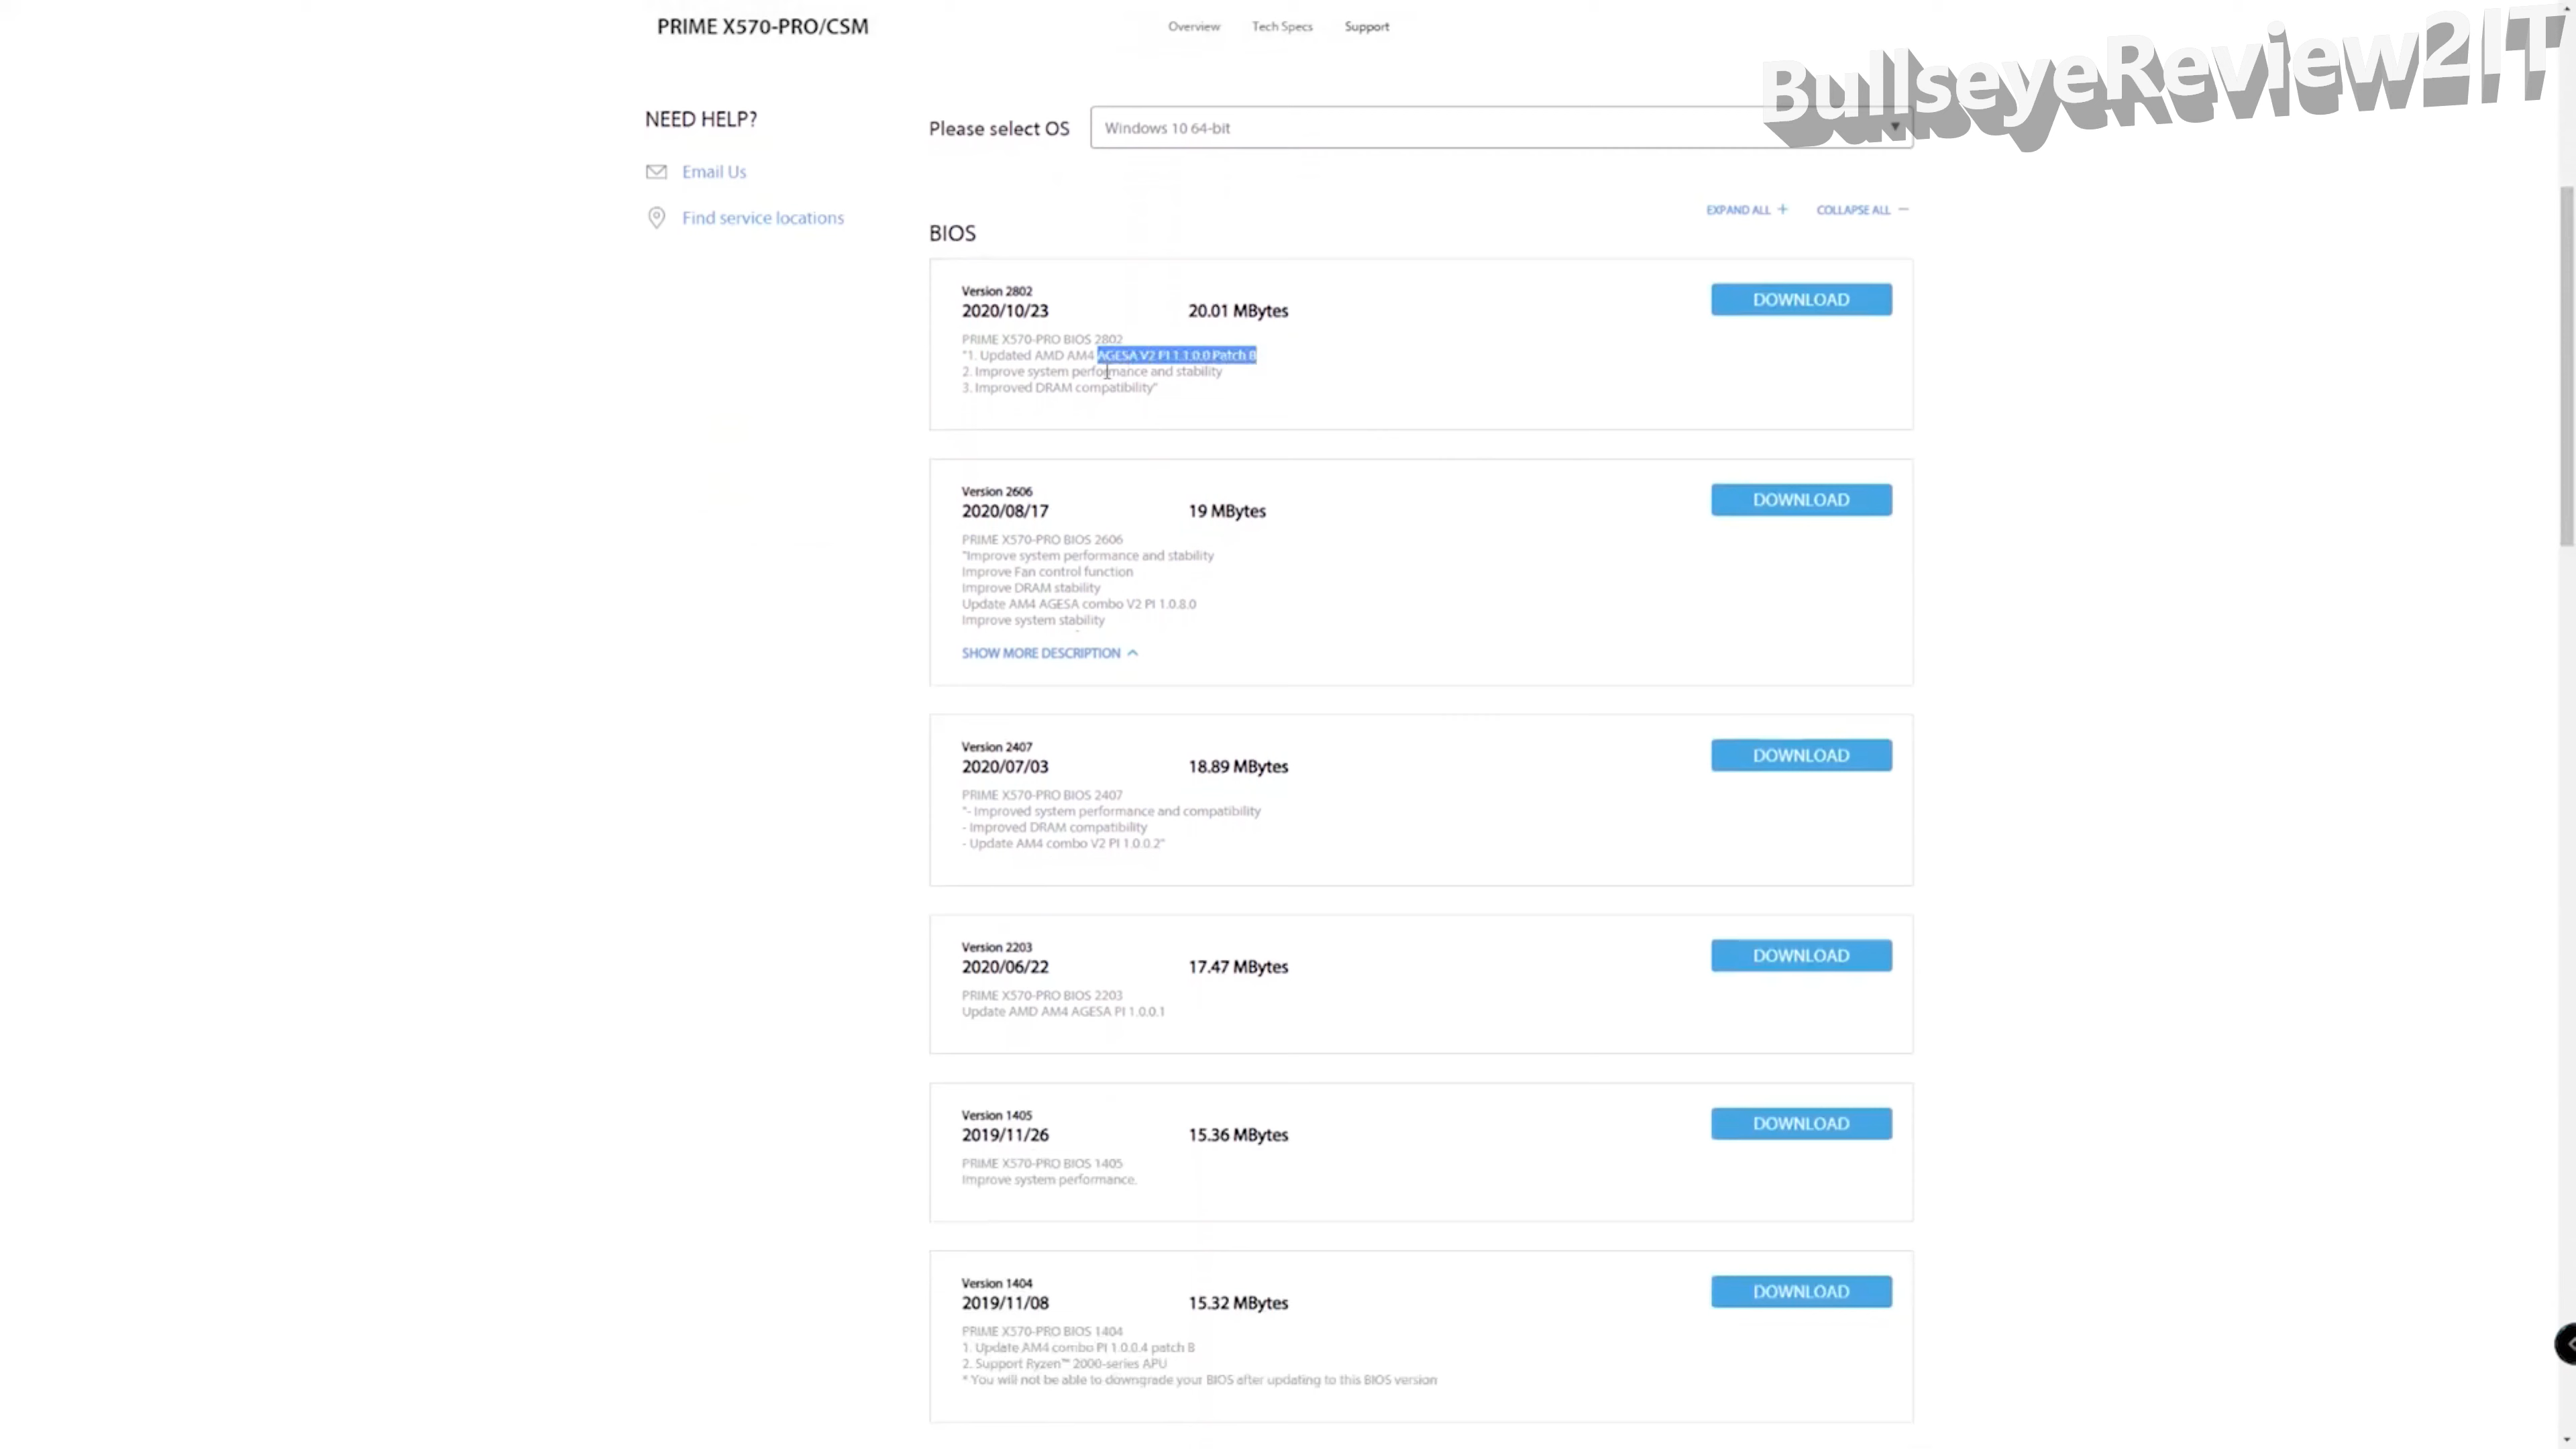 PRIME X570-PRO/CSM
Overview
Tech Specs
Support
BullseyeReview2IT
NEED HELP?
Email Us
Find service locations
Please select OS
Windows 10 64-bit
EXPAND ALL +
COLLAPSE ALL −
BIOS
Version 2802
2020/10/23 20.01 MBytes
DOWNLOAD
PRIME X570-PRO BIOS 2802
"1. Updated AMD AM4 AGESA V2 PI 1.1.0.0 Patch B
2. Improve system performance and stability
3. Improved DRAM compatibility"
Version 2606
2020/08/17 19 MBytes
DOWNLOAD
PRIME X570-PRO BIOS 2606
"Improve system performance and stability
Improve Fan control function
Improve DRAM stability
Update AM4 AGESA combo V2 PI 1.0.8.0
Improve system stability
SHOW MORE DESCRIPTION
Version 2407
2020/07/03 18.89 MBytes
DOWNLOAD
PRIME X570-PRO BIOS 2407
"- Improved system performance and compatibility
- Improved DRAM compatibility
- Update AM4 combo V2 PI 1.0.0.2"
Version 2203
2020/06/22 17.47 MBytes
DOWNLOAD
PRIME X570-PRO BIOS 2203
Update AMD AM4 AGESA PI 1.0.0.1
Version 1405
2019/11/26 15.36 MBytes
DOWNLOAD
PRIME X570-PRO BIOS 1405
Improve system performance.
Version 1404
2019/11/08 15.32 MBytes
DOWNLOAD
PRIME X570-PRO BIOS 1404
1. Update AM4 combo PI 1.0.0.4 patch B
2. Support Ryzen™ 2000-series APU
* You will not be able to downgrade your BIOS after updating to this BIOS version